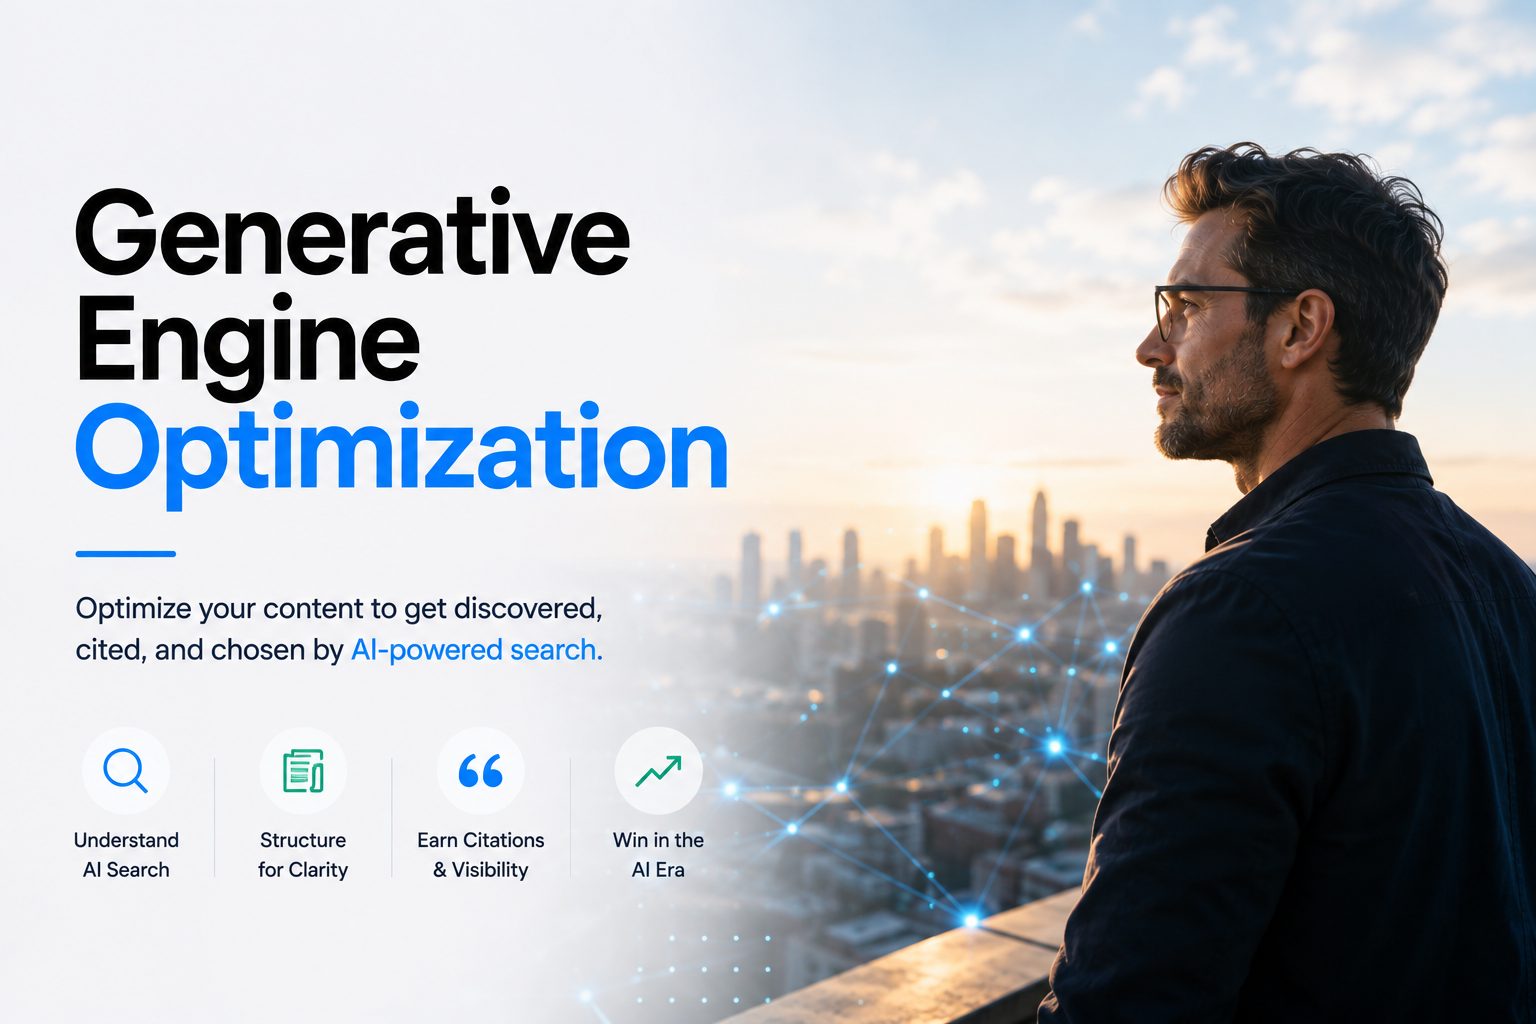 Generative
Engine
Optimization
Optimize your content to get discovered,
cited, and chosen by AI-powered search.
Understand
AI Search
Structure
for Clarity
Earn Citations
& Visibility
Win in the
AI Era